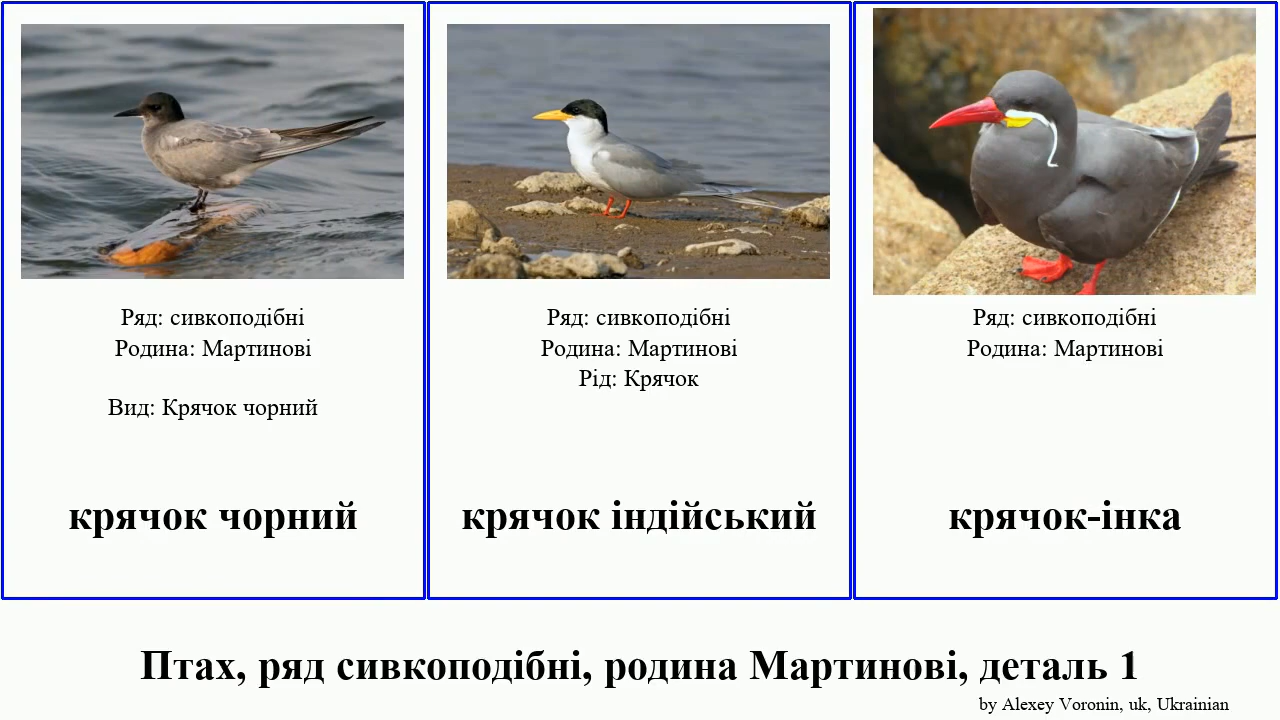 Ряд: сивкоподібні
Родина: Мартинові
Вид: Крячок чорний
крячок чорний
Ряд: сивкоподібні
Родина: Мартинові
Рід: Крячок
крячок індійський
Ряд: сивкоподібні
Родина: Мартинові
крячок-інка
Птах, ряд сивкоподібні, родина Мартинові, деталь 1
by Alexey Voronin, uk, Ukrainian